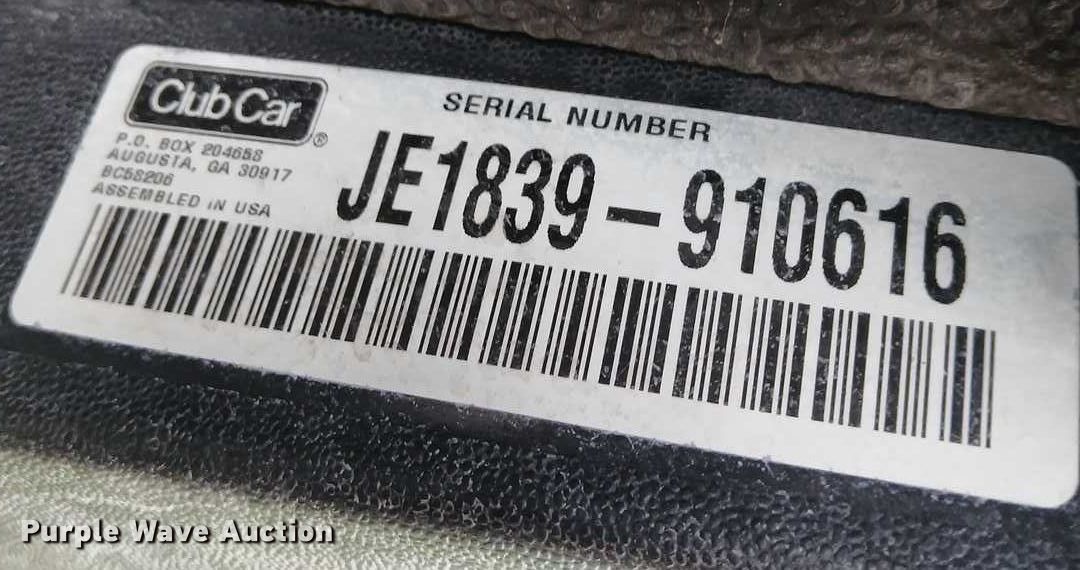 Club Car
®
SERIAL NUMBER
P.O. BOX 204658
AUGUSTA, GA 30917
BC58206
ASSEMBLED IN USA
JE1839-910616
Purple Wave Auction